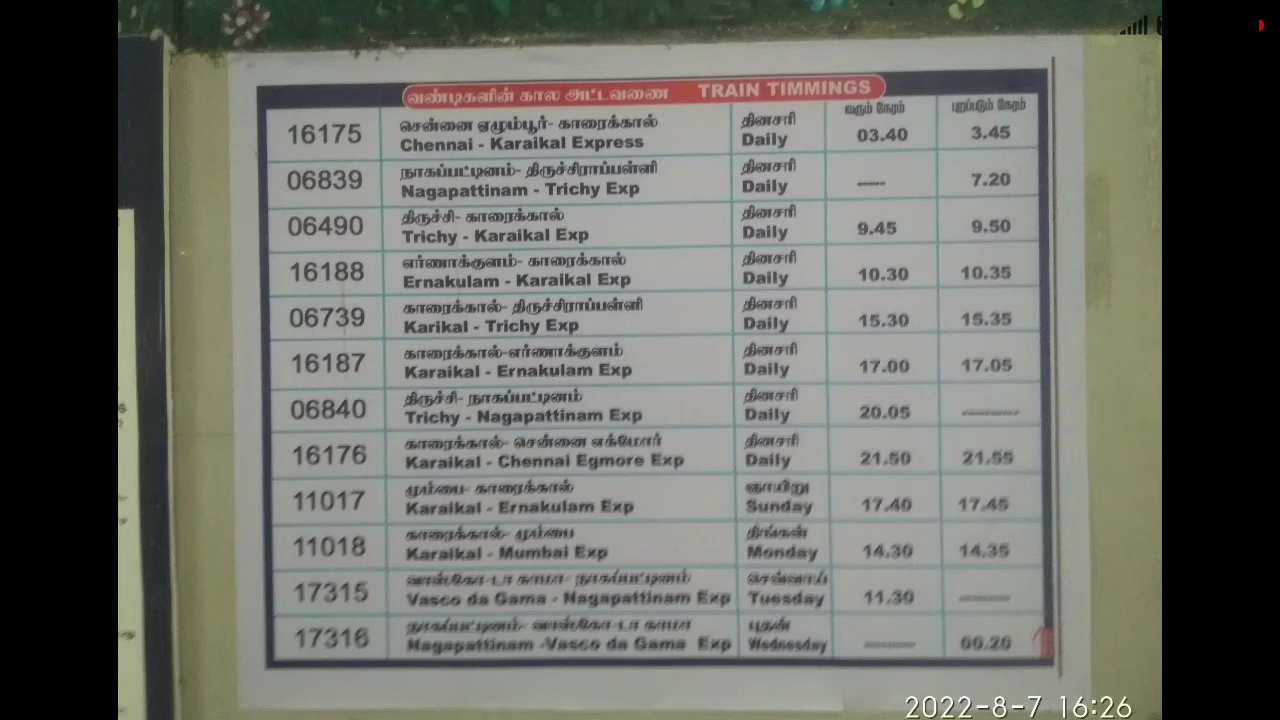 வண்டிகளின் கால அட்டவணை TRAIN TIMMINGS
வரும் நேரம் புறப்படும் நேரம்
16175 சென்னை எழும்பூர்- காரைக்கால் தினசரி
Chennai - Karaikal Express Daily 03.40 3.45
06839 நாகப்பட்டினம்- திருச்சிராப்பள்ளி தினசரி
Nagapattinam - Trichy Exp Daily ----- 7.20
06490 திருச்சி- காரைக்கால் தினசரி
Trichy - Karaikal Exp Daily 9.45 9.50
16188 எர்ணாக்குளம்- காரைக்கால் தினசரி
Ernakulam - Karaikal Exp Daily 10.30 10.35
06739 காரைக்கால்- திருச்சிராப்பள்ளி தினசரி
Karikal - Trichy Exp Daily 15.30 15.35
16187 காரைக்கால்-எர்ணாக்குளம் தினசரி
Karaikal - Ernakulam Exp Daily 17.00 17.05
06840 திருச்சி- நாகப்பட்டினம் தினசரி
Trichy - Nagapattinam Exp Daily 20.05 ----------
16176 காரைக்கால்- சென்னை எக்மோர் தினசரி
Karaikal - Chennai Egmore Exp Daily 21.50 21.55
11017 மும்பை- காரைக்கால் ஞாயிறு
Karaikal - Ernakulam Exp Sunday 17.40 17.45
11018 காரைக்கால்- மும்பை திங்கள்
Karaikal - Mumbai Exp Monday 14.30 14.35
17315 வாஸ்கோ-டா காமா- நாகப்பட்டினம் செவ்வாய்
Vasco da Gama - Nagapattinam Exp Tuesday 11.30 ---------
17316 நாகப்பட்டினம்- வாஸ்கோ-டா காமா புதன்
Nagapattinam -Vasco da Gama Exp Wednesday --------- 00.20
2022-8-7 16:26